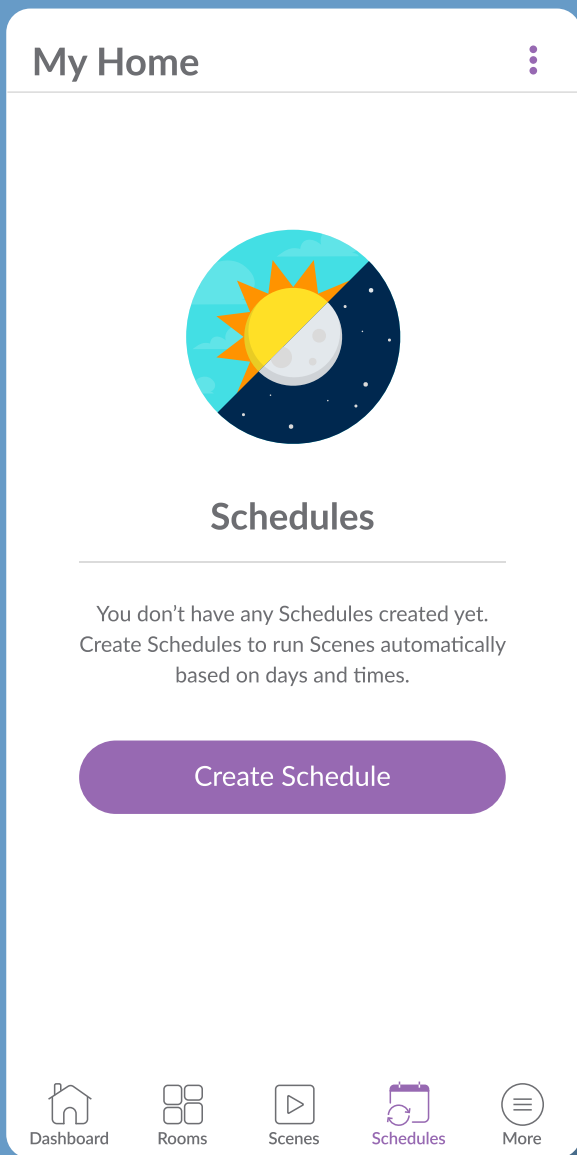 My Home
Schedules
You don’t have any Schedules created yet.
Create Schedules to run Scenes automatically
based on days and times.
Create Schedule
Dashboard
Rooms
Scenes
Schedules
More